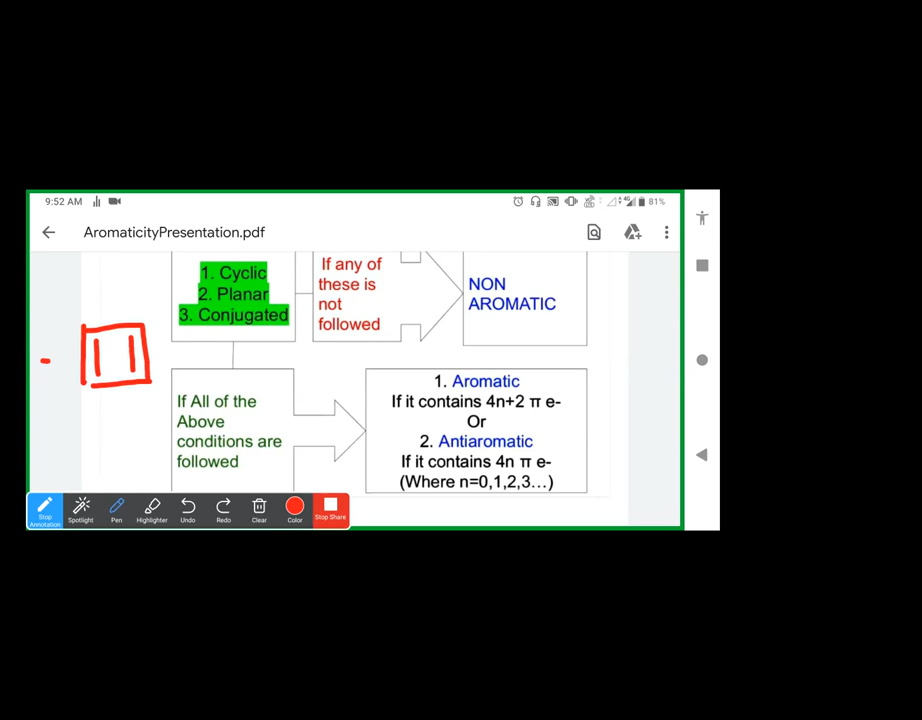 9:52 AM 81%
AromaticityPresentation.pdf
1. Cyclic
2. Planar
3. Conjugated
If any of
these is
not
followed
NON
AROMATIC
If All of the
Above
conditions are
followed
1. Aromatic
If it contains 4n+2 π e-
Or
2. Antiaromatic
If it contains 4n π e-
(Where n=0,1,2,3...)
Stop Annotation
Spotlight
Pen
Highlighter
Undo
Redo
Clear
Color
Stop Share